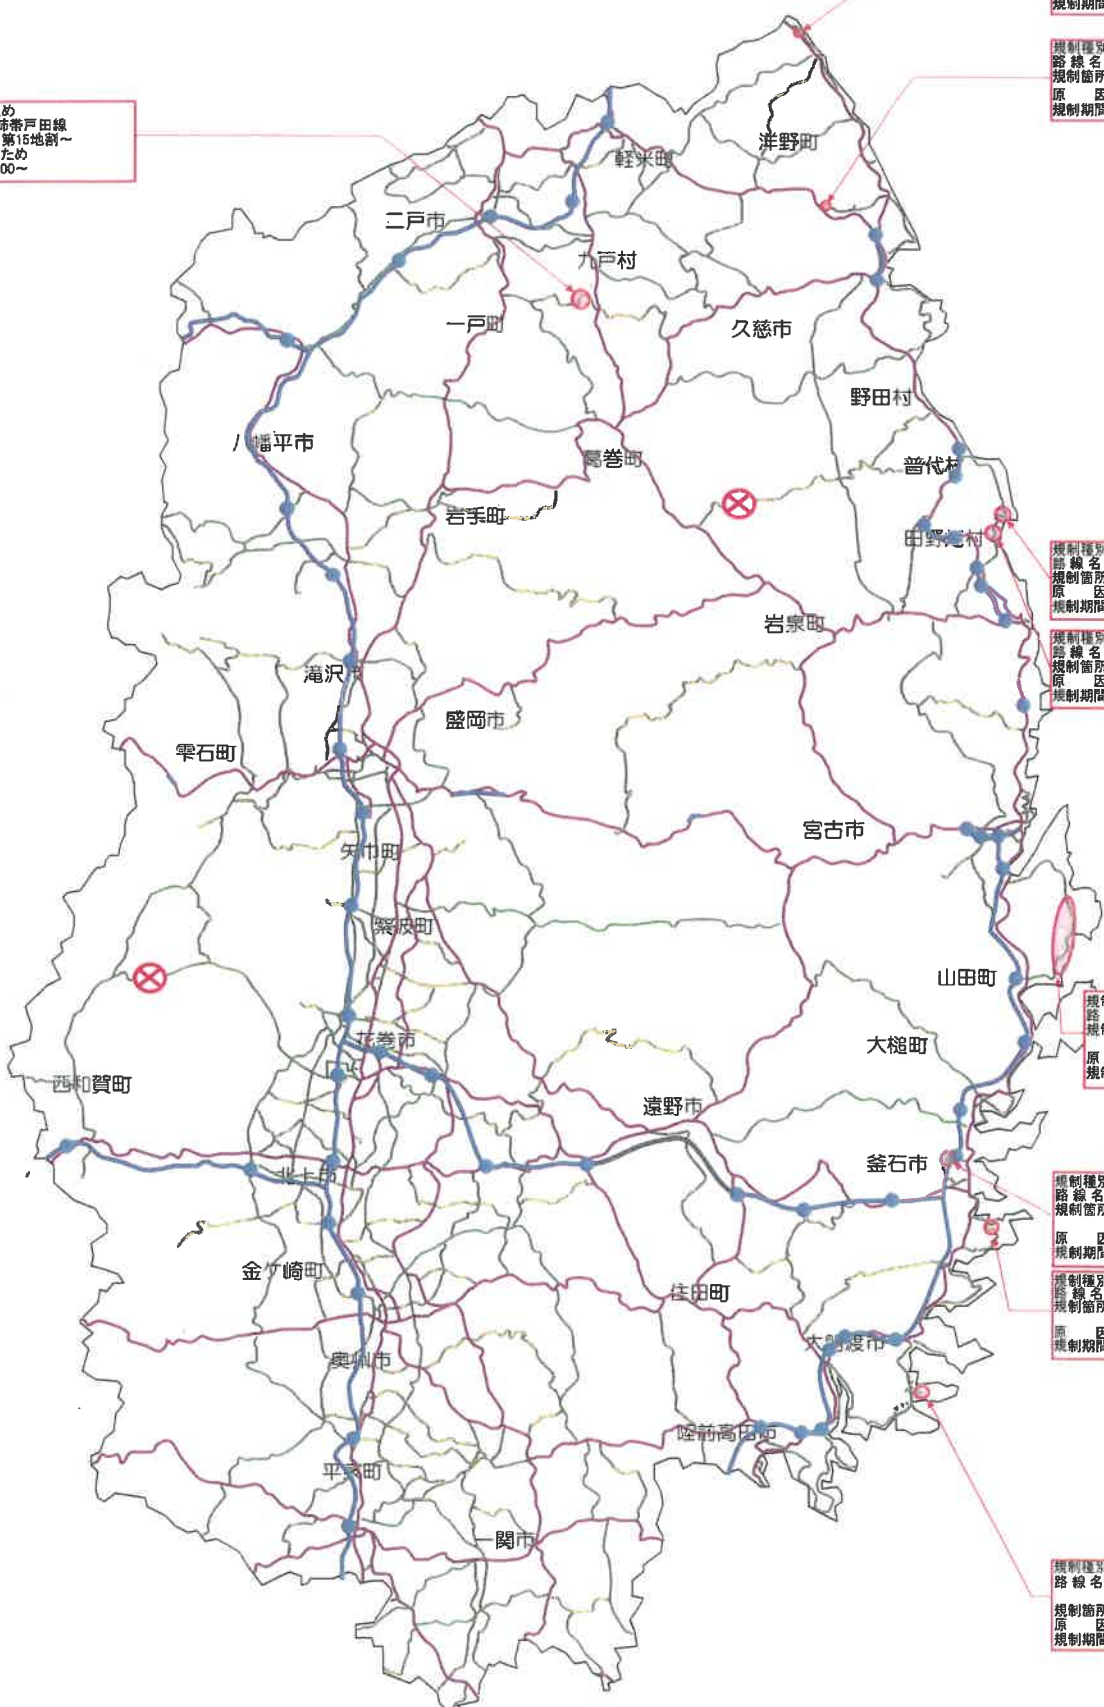 規制期間
規制種別
路線名
規制箇所
原 因
規制期間
め
姉帯戸田線
第15地割~
ため
00~
洋野町
軽米町
二戸市
九戸村
一戸町
久慈市
野田村
八幡平市
葛巻町
普代村
岩手町
田野畑村
規制種別
路線名
規制箇所
原 因
規制期間
岩泉町
規制種別
路線名
規制箇所
原 因
規制期間
滝沢市
盛岡市
雫石町
宮古市
矢巾町
紫波町
山田町
規制
路
規制
原
規制
花巻市
大槌町
西和賀町
遠野市
釜石市
北上市
規制種別
路線名
規制箇所
原 因
規制期間
金ケ崎町
住田町
規制種別
路線名
規制箇所
原 因
規制期間
大船渡市
奥州市
陸前高田市
平泉町
一関市
規制種別
路線名
規制箇所
原 因
規制期間